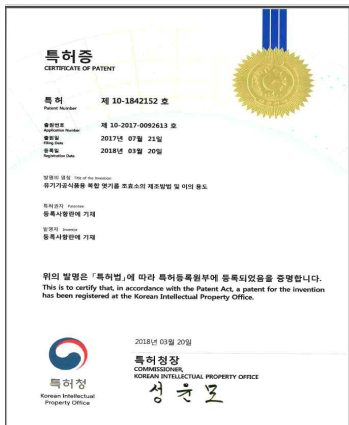 특허증
CERTIFICATE OF PATENT
특 허 제 10-1842152 호
Patent Number
출원번호 제 10-2017-0092613 호
Application Number
출원일 2017년 07월 21일
Filing Date
등록일 2018년 03월 20일
Registration Date
발명의 명칭 Title of the Invention
유기가공식품용 복합 엿기름 조효소의 제조방법 및 이의 용도
특허권자 Patentee
등록사항란에 기재
발명자 Inventor
등록사항란에 기재
위의 발명은 「특허법」에 따라 특허등록원부에 등록되었음을 증명합니다.
This is to certify that, in accordance with the Patent Act, a patent for the invention
has been registered at the Korean Intellectual Property Office.
2018년 03월 20일
특허청장
COMMISSIONER,
KOREAN INTELLECTUAL PROPERTY OFFICE
성윤모
특허청
Korean Intellectual
Property Office